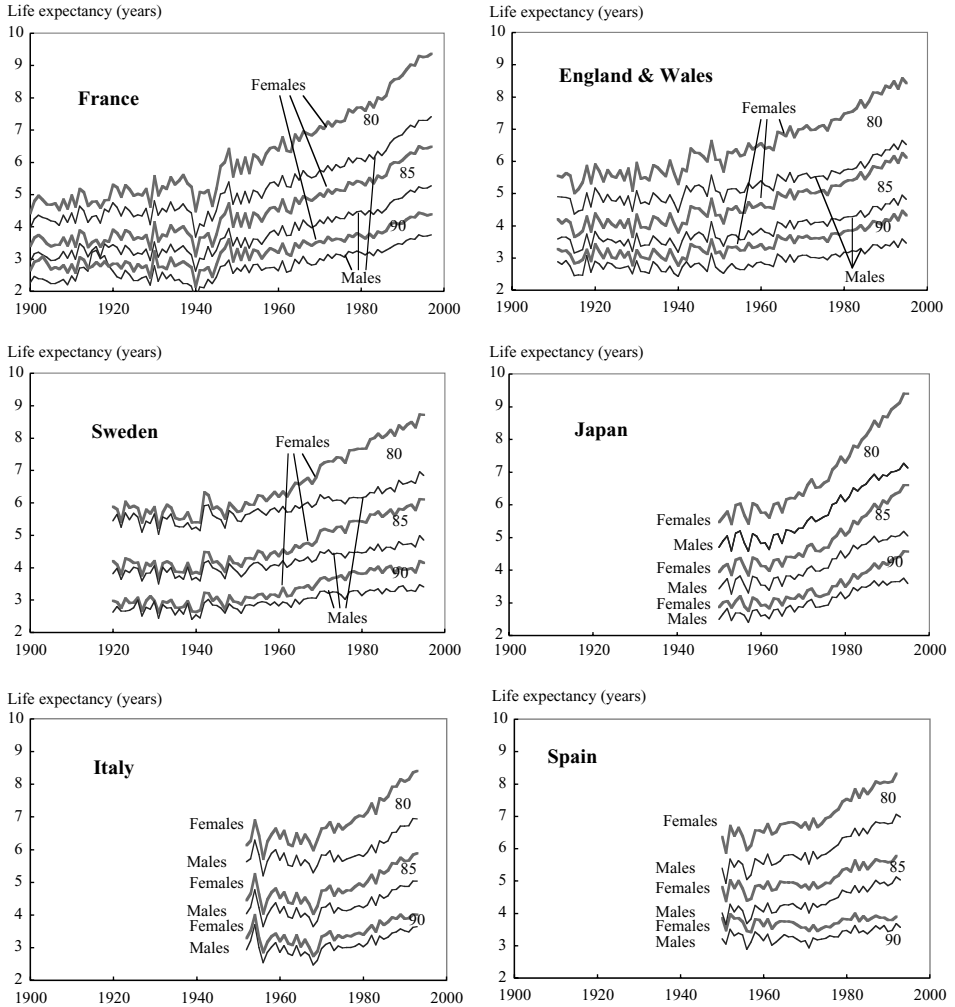 Life expectancy (years)
10
9
8
7
6
5
4
3
2
France
Females
80
85
90
Males
1900 1920 1940 1960 1980 2000
Life expectancy (years)
10
9
8
7
6
5
4
3
2
England & Wales
Females
80
85
90
Males
1900 1920 1940 1960 1980 2000
Life expectancy (years)
10
9
8
7
6
5
4
3
2
Sweden
Females
80
85
90
Males
1900 1920 1940 1960 1980 2000
Life expectancy (years)
10
9
8
7
6
5
4
3
2
Japan
80
Females
85
Males
Females
90
Males
Females
Males
1900 1920 1940 1960 1980 2000
Life expectancy (years)
10
9
8
7
6
5
4
3
2
Italy
80
Females
Males
85
Females
Males
90
Females
Males
1900 1920 1940 1960 1980 2000
Life expectancy (years)
10
9
8
7
6
5
4
3
2
Spain
80
Females
Males
85
Females
Males
Females
90
Males
1900 1920 1940 1960 1980 2000